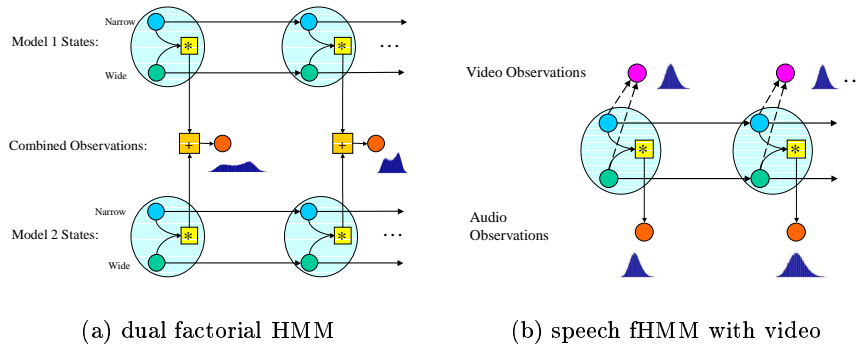 Narrow
Model 1 States:
*
*
...
Wide
Combined Observations:
+
+
Narrow
Model 2 States:
*
*
...
Wide
(a) dual factorial HMM
Video Observations
..
*
*
Audio
Observations
(b) speech fHMM with video